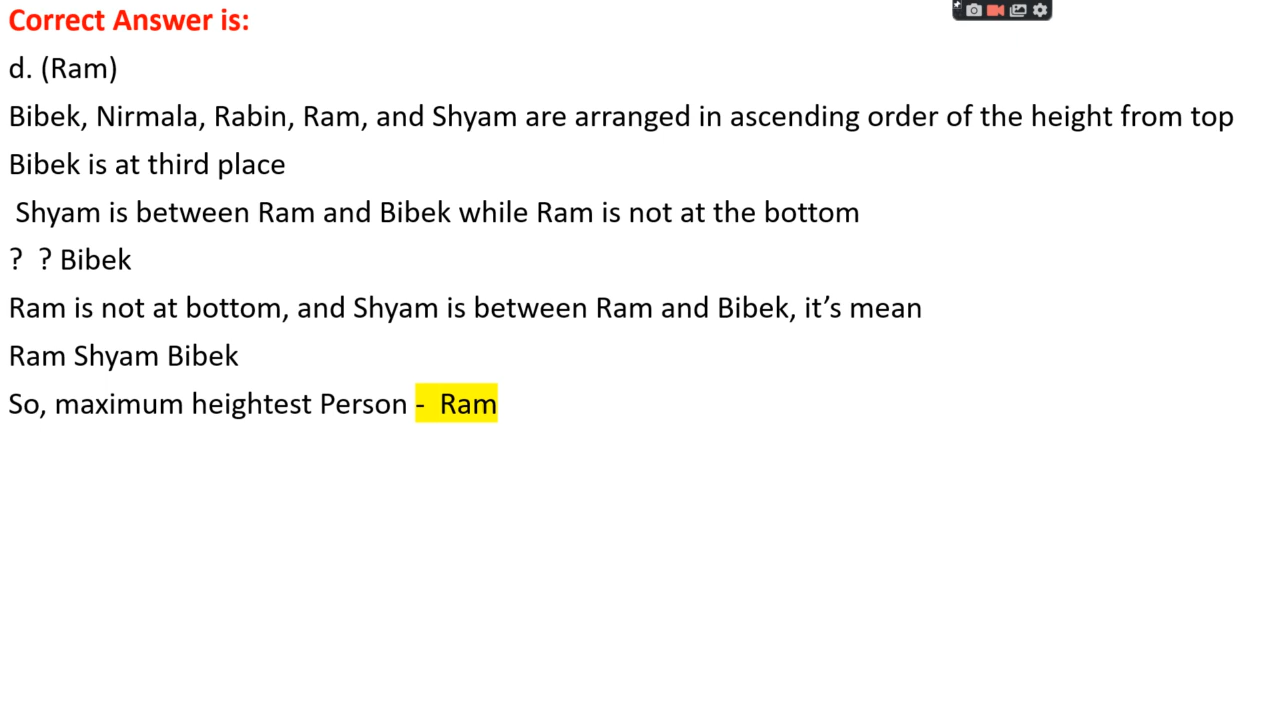 Correct Answer is:
d. (Ram)
Bibek, Nirmala, Rabin, Ram, and Shyam are arranged in ascending order of the height from top
Bibek is at third place
Shyam is between Ram and Bibek while Ram is not at the bottom
? ? Bibek
Ram is not at bottom, and Shyam is between Ram and Bibek, it’s mean
Ram Shyam Bibek
So, maximum heightest Person - Ram